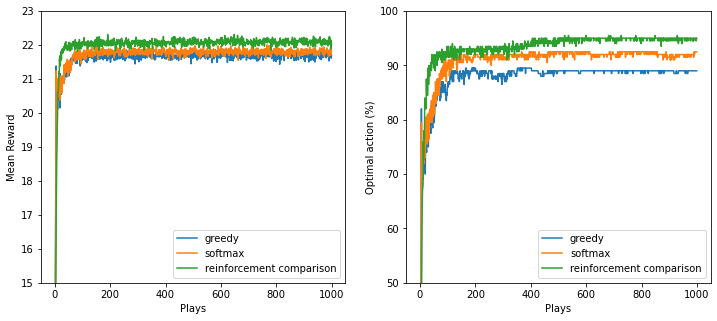 23
22
21
20
19
18
17
16
15
Mean Reward
0 200 400 600 800 1000
Plays
greedy
softmax
reinforcement comparison
100
90
80
70
60
50
Optimal action (%)
0 200 400 600 800 1000
Plays
greedy
softmax
reinforcement comparison